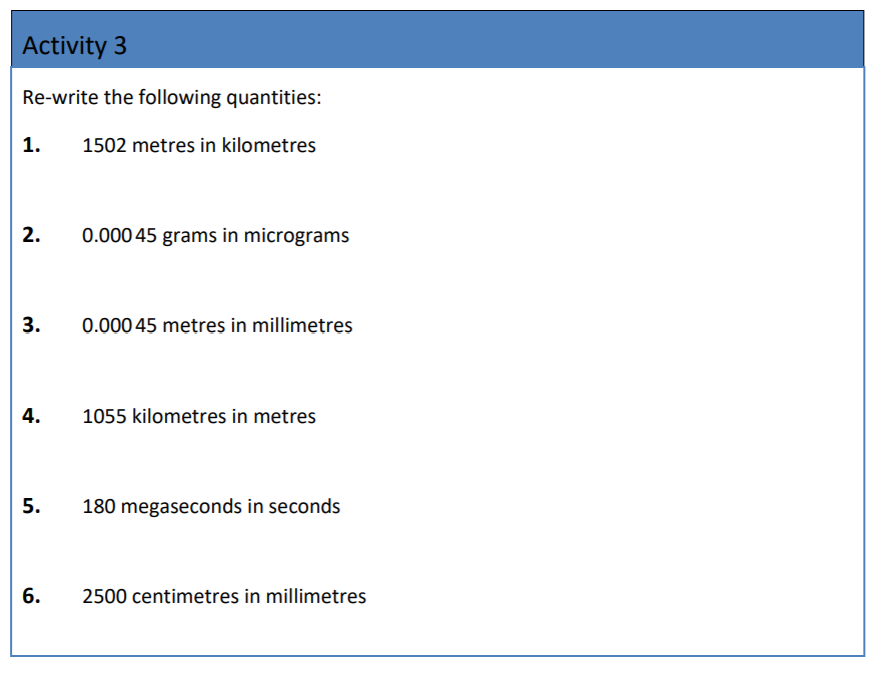 Activity 3
Re-write the following quantities:
1. 1502 metres in kilometres
2. 0.000 45 grams in micrograms
3. 0.000 45 metres in millimetres
4. 1055 kilometres in metres
5. 180 megaseconds in seconds
6. 2500 centimetres in millimetres